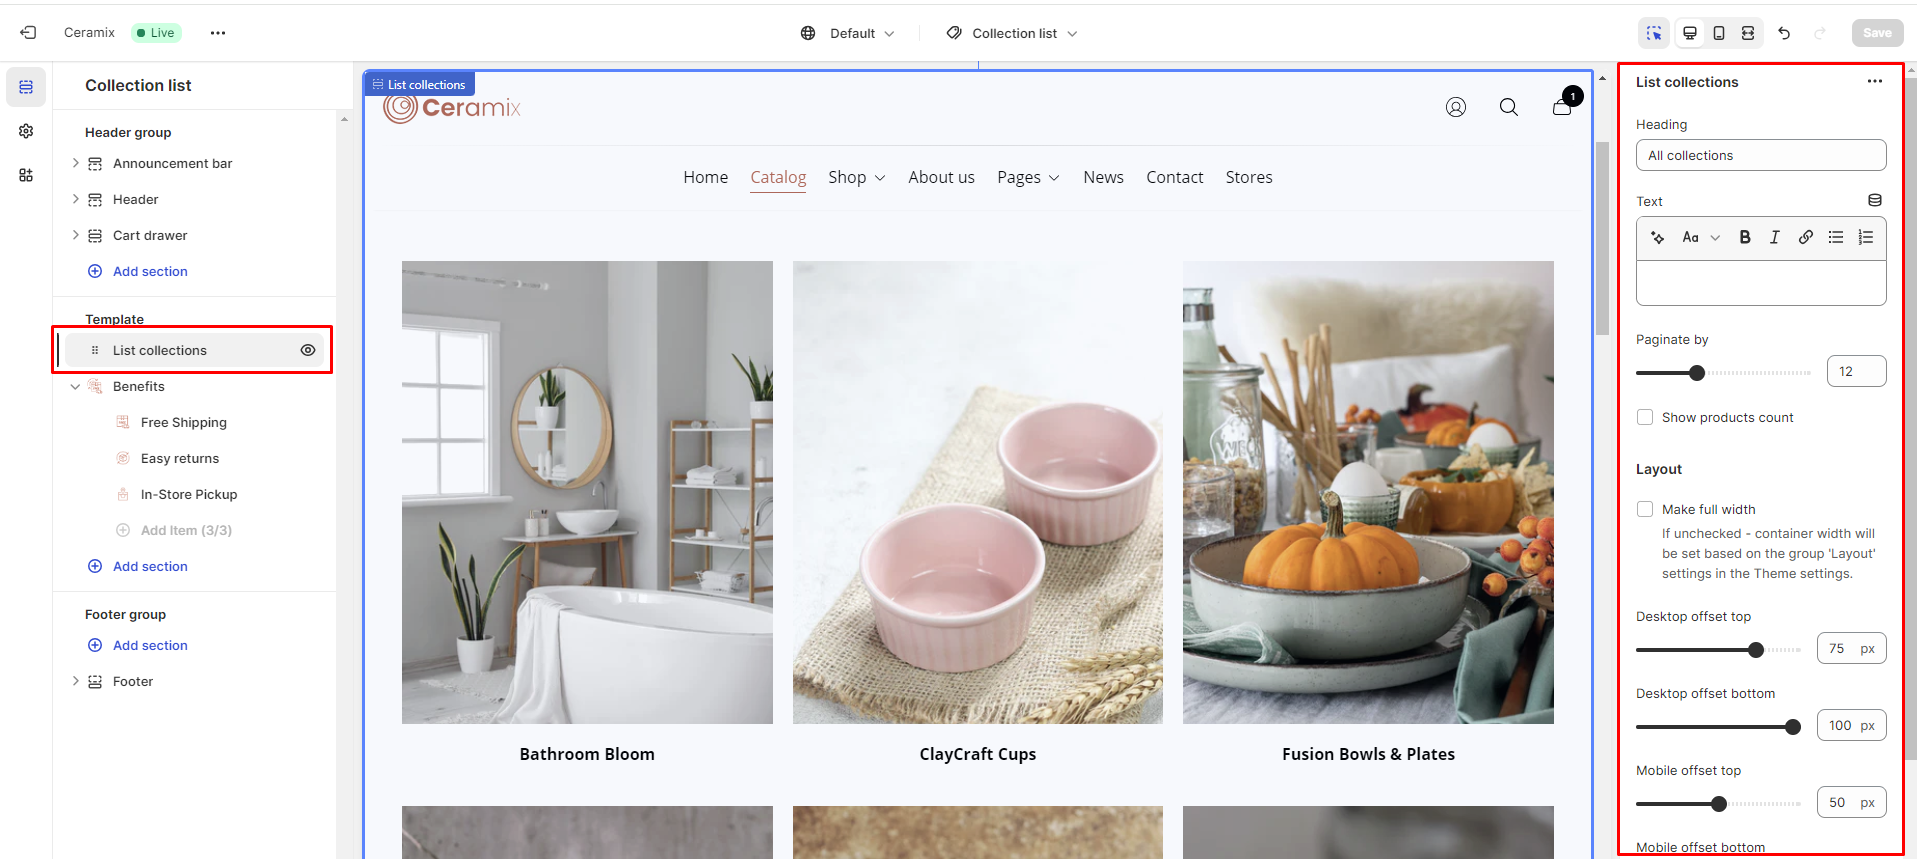 Ceramix
Live
Default
Collection list
Save
Collection list
Header group
Announcement bar
Header
Cart drawer
Add section
Template
List collections
Benefits
Free Shipping
Easy returns
In-Store Pickup
Add Item (3/3)
Add section
Footer group
Add section
Footer
List collections
Ceramix
1
Home
Catalog
Shop
About us
Pages
News
Contact
Stores
Bathroom Bloom
ClayCraft Cups
Fusion Bowls & Plates
List collections
Heading
All collections
Text
Aa
B
I
Paginate by
12
Show products count
Layout
Make full width
If unchecked - container width will
be set based on the group 'Layout'
settings in the Theme settings.
Desktop offset top
75 px
Desktop offset bottom
100 px
Mobile offset top
50 px
Mobile offset bottom